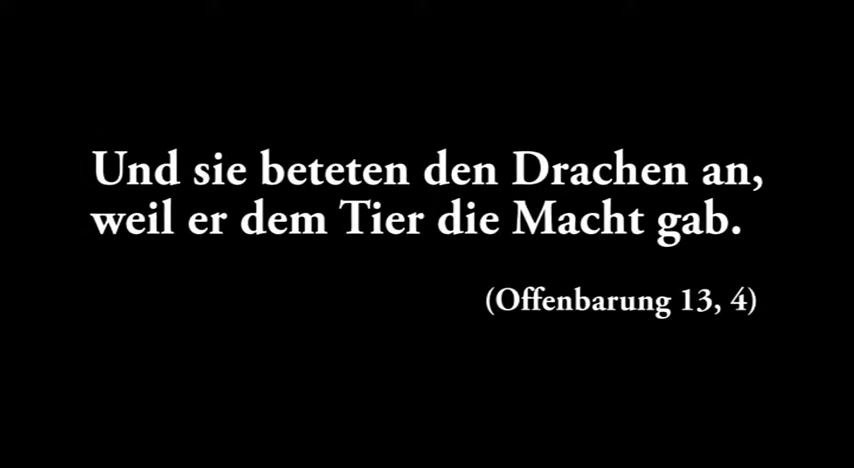 Und sie beteten den Drachen an,
weil er dem Tier die Macht gab.
(Offenbarung 13, 4)